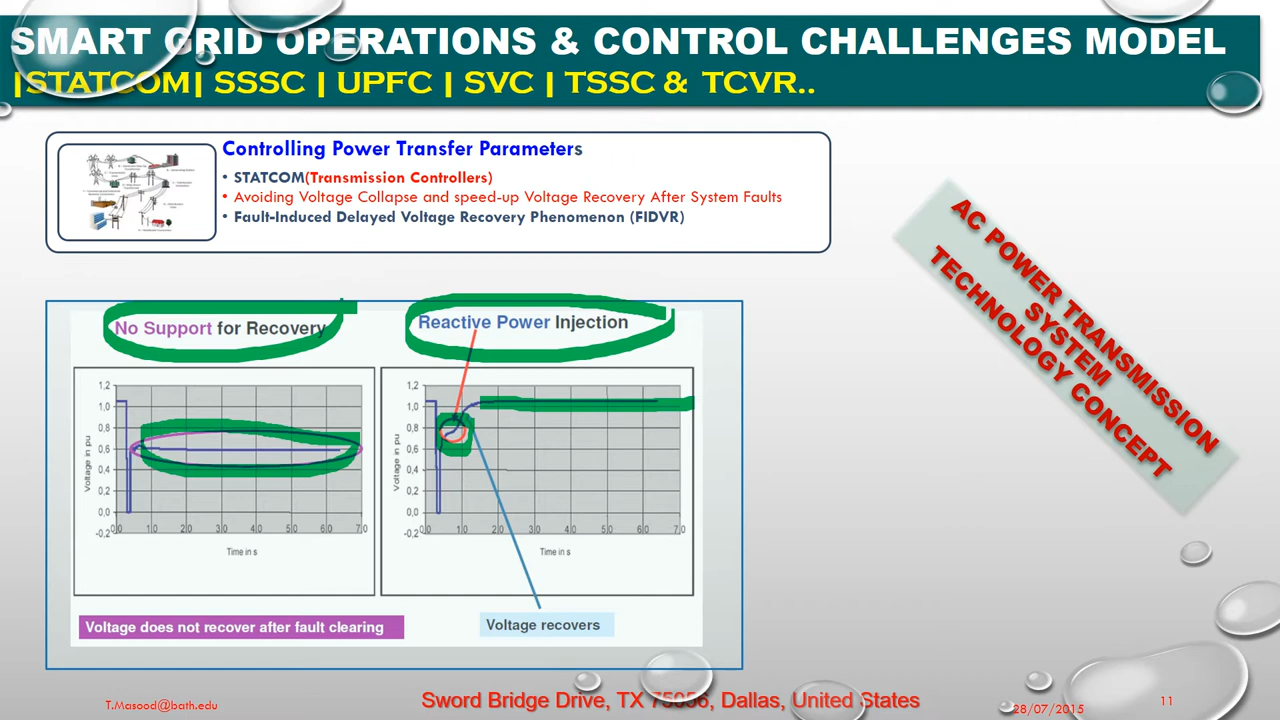 SMART GRID OPERATIONS & CONTROL CHALLENGES MODEL
|STATCOM| SSSC | UPFC | SVC | TSSC & TCVR..
Controlling Power Transfer Parameters
• STATCOM(Transmission Controllers)
• Avoiding Voltage Collapse and speed-up Voltage Recovery After System Faults
• Fault-Induced Delayed Voltage Recovery Phenomenon (FIDVR)
AC POWER TRANSMISSION
SYSTEM
TECHNOLOGY CONCEPT
No Support for Recovery
1,2
1,0
0,8
0,6
0,4
0,2
0,0
-0,2
Voltage in pu
0,0 1,0 2,0 3,0 4,0 5,0 6,0 7,0
Time in s
Voltage does not recover after fault clearing
Reactive Power Injection
1,2
1,0
0,8
0,6
0,4
0,2
0,0
-0,2
Voltage in pu
0,0 1,0 2,0 3,0 4,0 5,0 6,0 7,0
Time in s
Voltage recovers
T.Masood@bath.edu
Sword Bridge Drive, TX 75056, Dallas, United States
28/07/2015
11